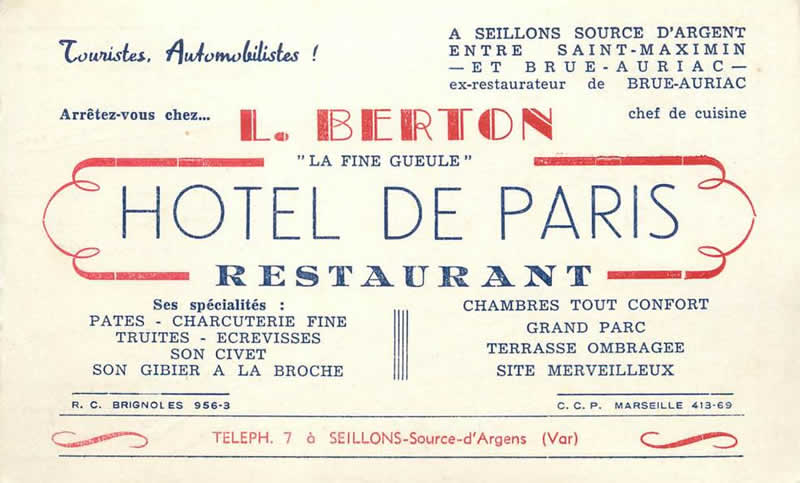 Touristes, Automobilistes !
A SEILLONS SOURCE D'ARGENT
ENTRE SAINT-MAXIMIN
—ET BRUE-AURIAC—
ex-restaurateur de BRUE-AURIAC
Arrêtez-vous chez...
L. BERTON
chef de cuisine
"LA FINE GUEULE"
HOTEL DE PARIS
RESTAURANT
Ses spécialités :
PATES - CHARCUTERIE FINE
TRUITES - ECREVISSES
SON CIVET
SON GIBIER A LA BROCHE
CHAMBRES TOUT CONFORT
GRAND PARC
TERRASSE OMBRAGEE
SITE MERVEILLEUX
R. C. BRIGNOLES 956-3
C. C. P. MARSEILLE 413-69
TELEPH. 7 à SEILLONS-Source-d'Argens (Var)